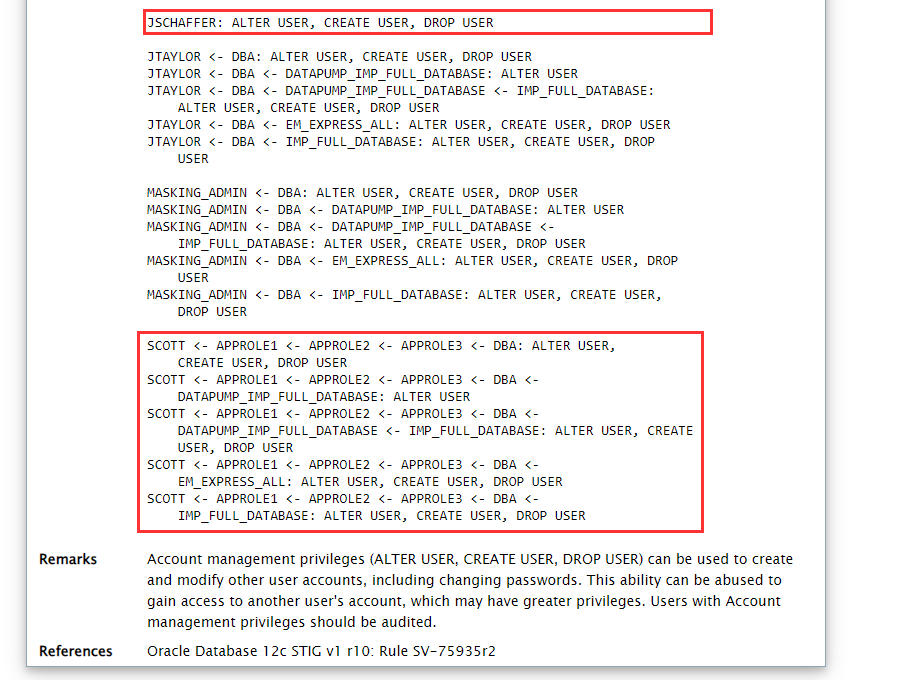 JSCHAFFER: ALTER USER, CREATE USER, DROP USER
JTAYLOR <- DBA: ALTER USER, CREATE USER, DROP USER
JTAYLOR <- DBA <- DATAPUMP_IMP_FULL_DATABASE: ALTER USER
JTAYLOR <- DBA <- DATAPUMP_IMP_FULL_DATABASE <- IMP_FULL_DATABASE:
ALTER USER, CREATE USER, DROP USER
JTAYLOR <- DBA <- EM_EXPRESS_ALL: ALTER USER, CREATE USER, DROP USER
JTAYLOR <- DBA <- IMP_FULL_DATABASE: ALTER USER, CREATE USER, DROP
USER
MASKING_ADMIN <- DBA: ALTER USER, CREATE USER, DROP USER
MASKING_ADMIN <- DBA <- DATAPUMP_IMP_FULL_DATABASE: ALTER USER
MASKING_ADMIN <- DBA <- DATAPUMP_IMP_FULL_DATABASE <-
IMP_FULL_DATABASE: ALTER USER, CREATE USER, DROP USER
MASKING_ADMIN <- DBA <- EM_EXPRESS_ALL: ALTER USER, CREATE USER, DROP
USER
MASKING_ADMIN <- DBA <- IMP_FULL_DATABASE: ALTER USER, CREATE USER,
DROP USER
SCOTT <- APPROLE1 <- APPROLE2 <- APPROLE3 <- DBA: ALTER USER,
CREATE USER, DROP USER
SCOTT <- APPROLE1 <- APPROLE2 <- APPROLE3 <- DBA <-
DATAPUMP_IMP_FULL_DATABASE: ALTER USER
SCOTT <- APPROLE1 <- APPROLE2 <- APPROLE3 <- DBA <-
DATAPUMP_IMP_FULL_DATABASE <- IMP_FULL_DATABASE: ALTER USER, CREATE
USER, DROP USER
SCOTT <- APPROLE1 <- APPROLE2 <- APPROLE3 <- DBA <-
EM_EXPRESS_ALL: ALTER USER, CREATE USER, DROP USER
SCOTT <- APPROLE1 <- APPROLE2 <- APPROLE3 <- DBA <-
IMP_FULL_DATABASE: ALTER USER, CREATE USER, DROP USER
Remarks Account management privileges (ALTER USER, CREATE USER, DROP USER) can be used to create
and modify other user accounts, including changing passwords. This ability can be abused to
gain access to another user's account, which may have greater privileges. Users with Account
management privileges should be audited.
References Oracle Database 12c STIG v1 r10: Rule SV-75935r2